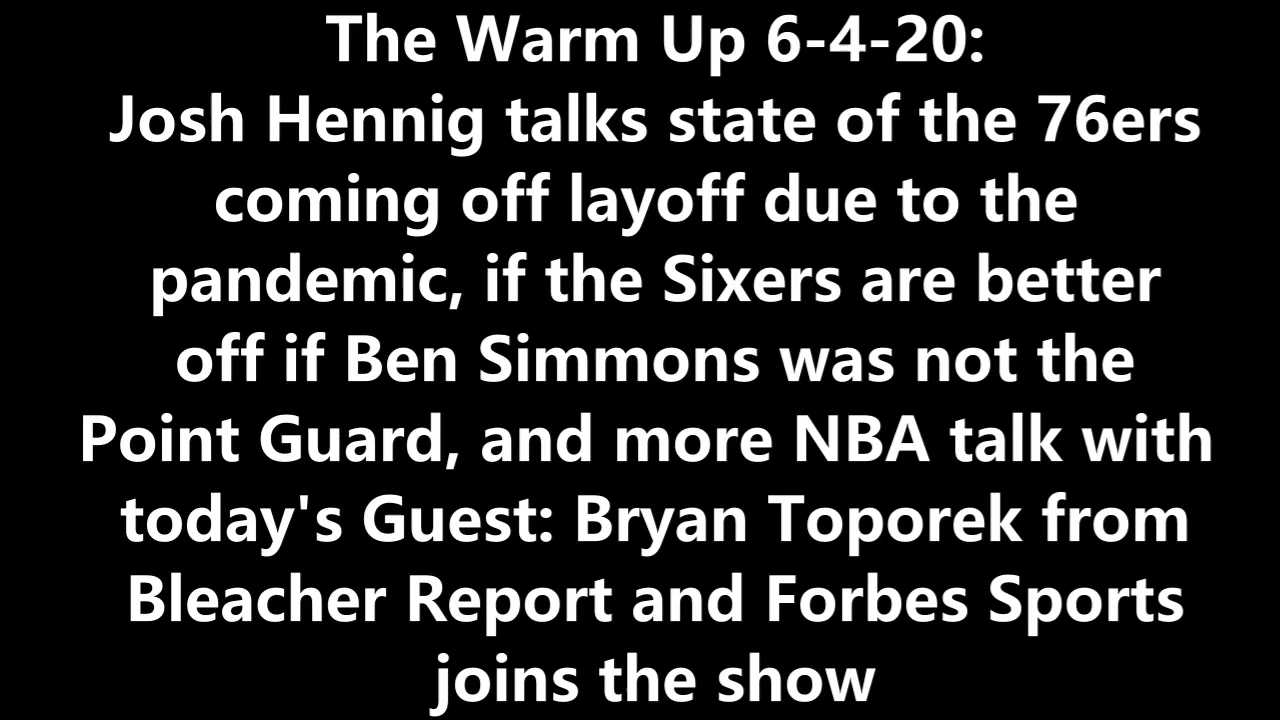 The Warm Up 6-4-20:
Josh Hennig talks state of the 76ers
coming off layoff due to the
pandemic, if the Sixers are better
off if Ben Simmons was not the
Point Guard, and more NBA talk with
today's Guest: Bryan Toporek from
Bleacher Report and Forbes Sports
joins the show